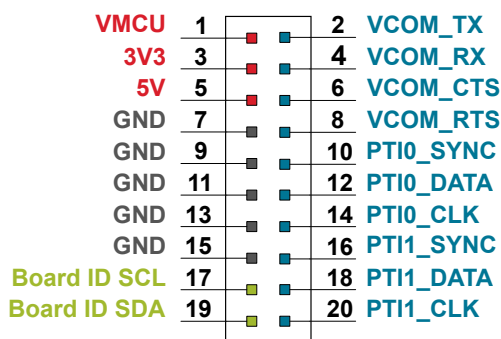 VMCU 1 2 VCOM_TX
3V3 3 4 VCOM_RX
5V 5 6 VCOM_CTS
GND 7 8 VCOM_RTS
GND 9 10 PTI0_SYNC
GND 11 12 PTI0_DATA
GND 13 14 PTI0_CLK
GND 15 16 PTI1_SYNC
Board ID SCL 17 18 PTI1_DATA
Board ID SDA 19 20 PTI1_CLK